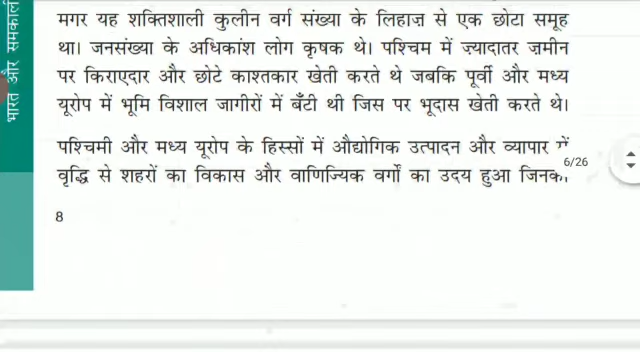 भारत और समकाली
मगर यह शक्तिशाली कुलीन वर्ग संख्या के लिहाज़ से एक छोटा समूह
था। जनसंख्या के अधिकांश लोग कृषक थे। पश्चिम में ज़्यादातर ज़मीन
पर किराएदार और छोटे काश्तकार खेती करते थे जबकि पूर्वी और मध्य
यूरोप में भूमि विशाल जागीरों में बँटी थी जिस पर भूदास खेती करते थे।
पश्चिमी और मध्य यूरोप के हिस्सों में औद्योगिक उत्पादन और व्यापार में
6/26
वृद्धि से शहरों का विकास और वाणिज्यिक वर्गों का उदय हुआ जिनका
8